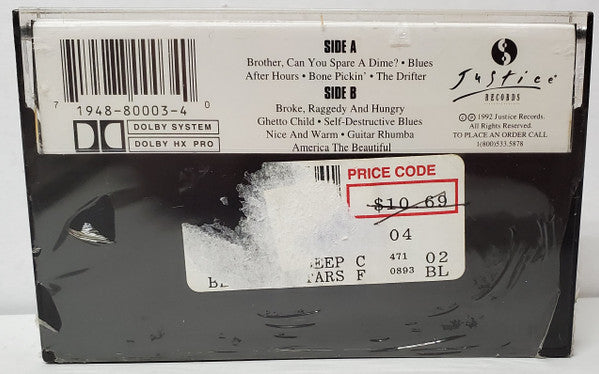 SIDE A
Brother, Can You Spare A Dime? • Blues
After Hours • Bone Pickin' • The Drifter
SIDE B
Broke, Raggedy And Hungry
Ghetto Child • Self-Destructive Blues
Nice And Warm • Guitar Rhumba
America The Beautiful
7 1948-80003-4 0
DOLBY SYSTEM
DOLBY HX PRO
Justice
RECORDS
©℗ 1992 Justice Records.
All Rights Reserved.
TO PLACE AN ORDER CALL
1(800)533.5878
PRICE CODE
$10.69
04
EEP C 471 02
ARS F 0893 BL